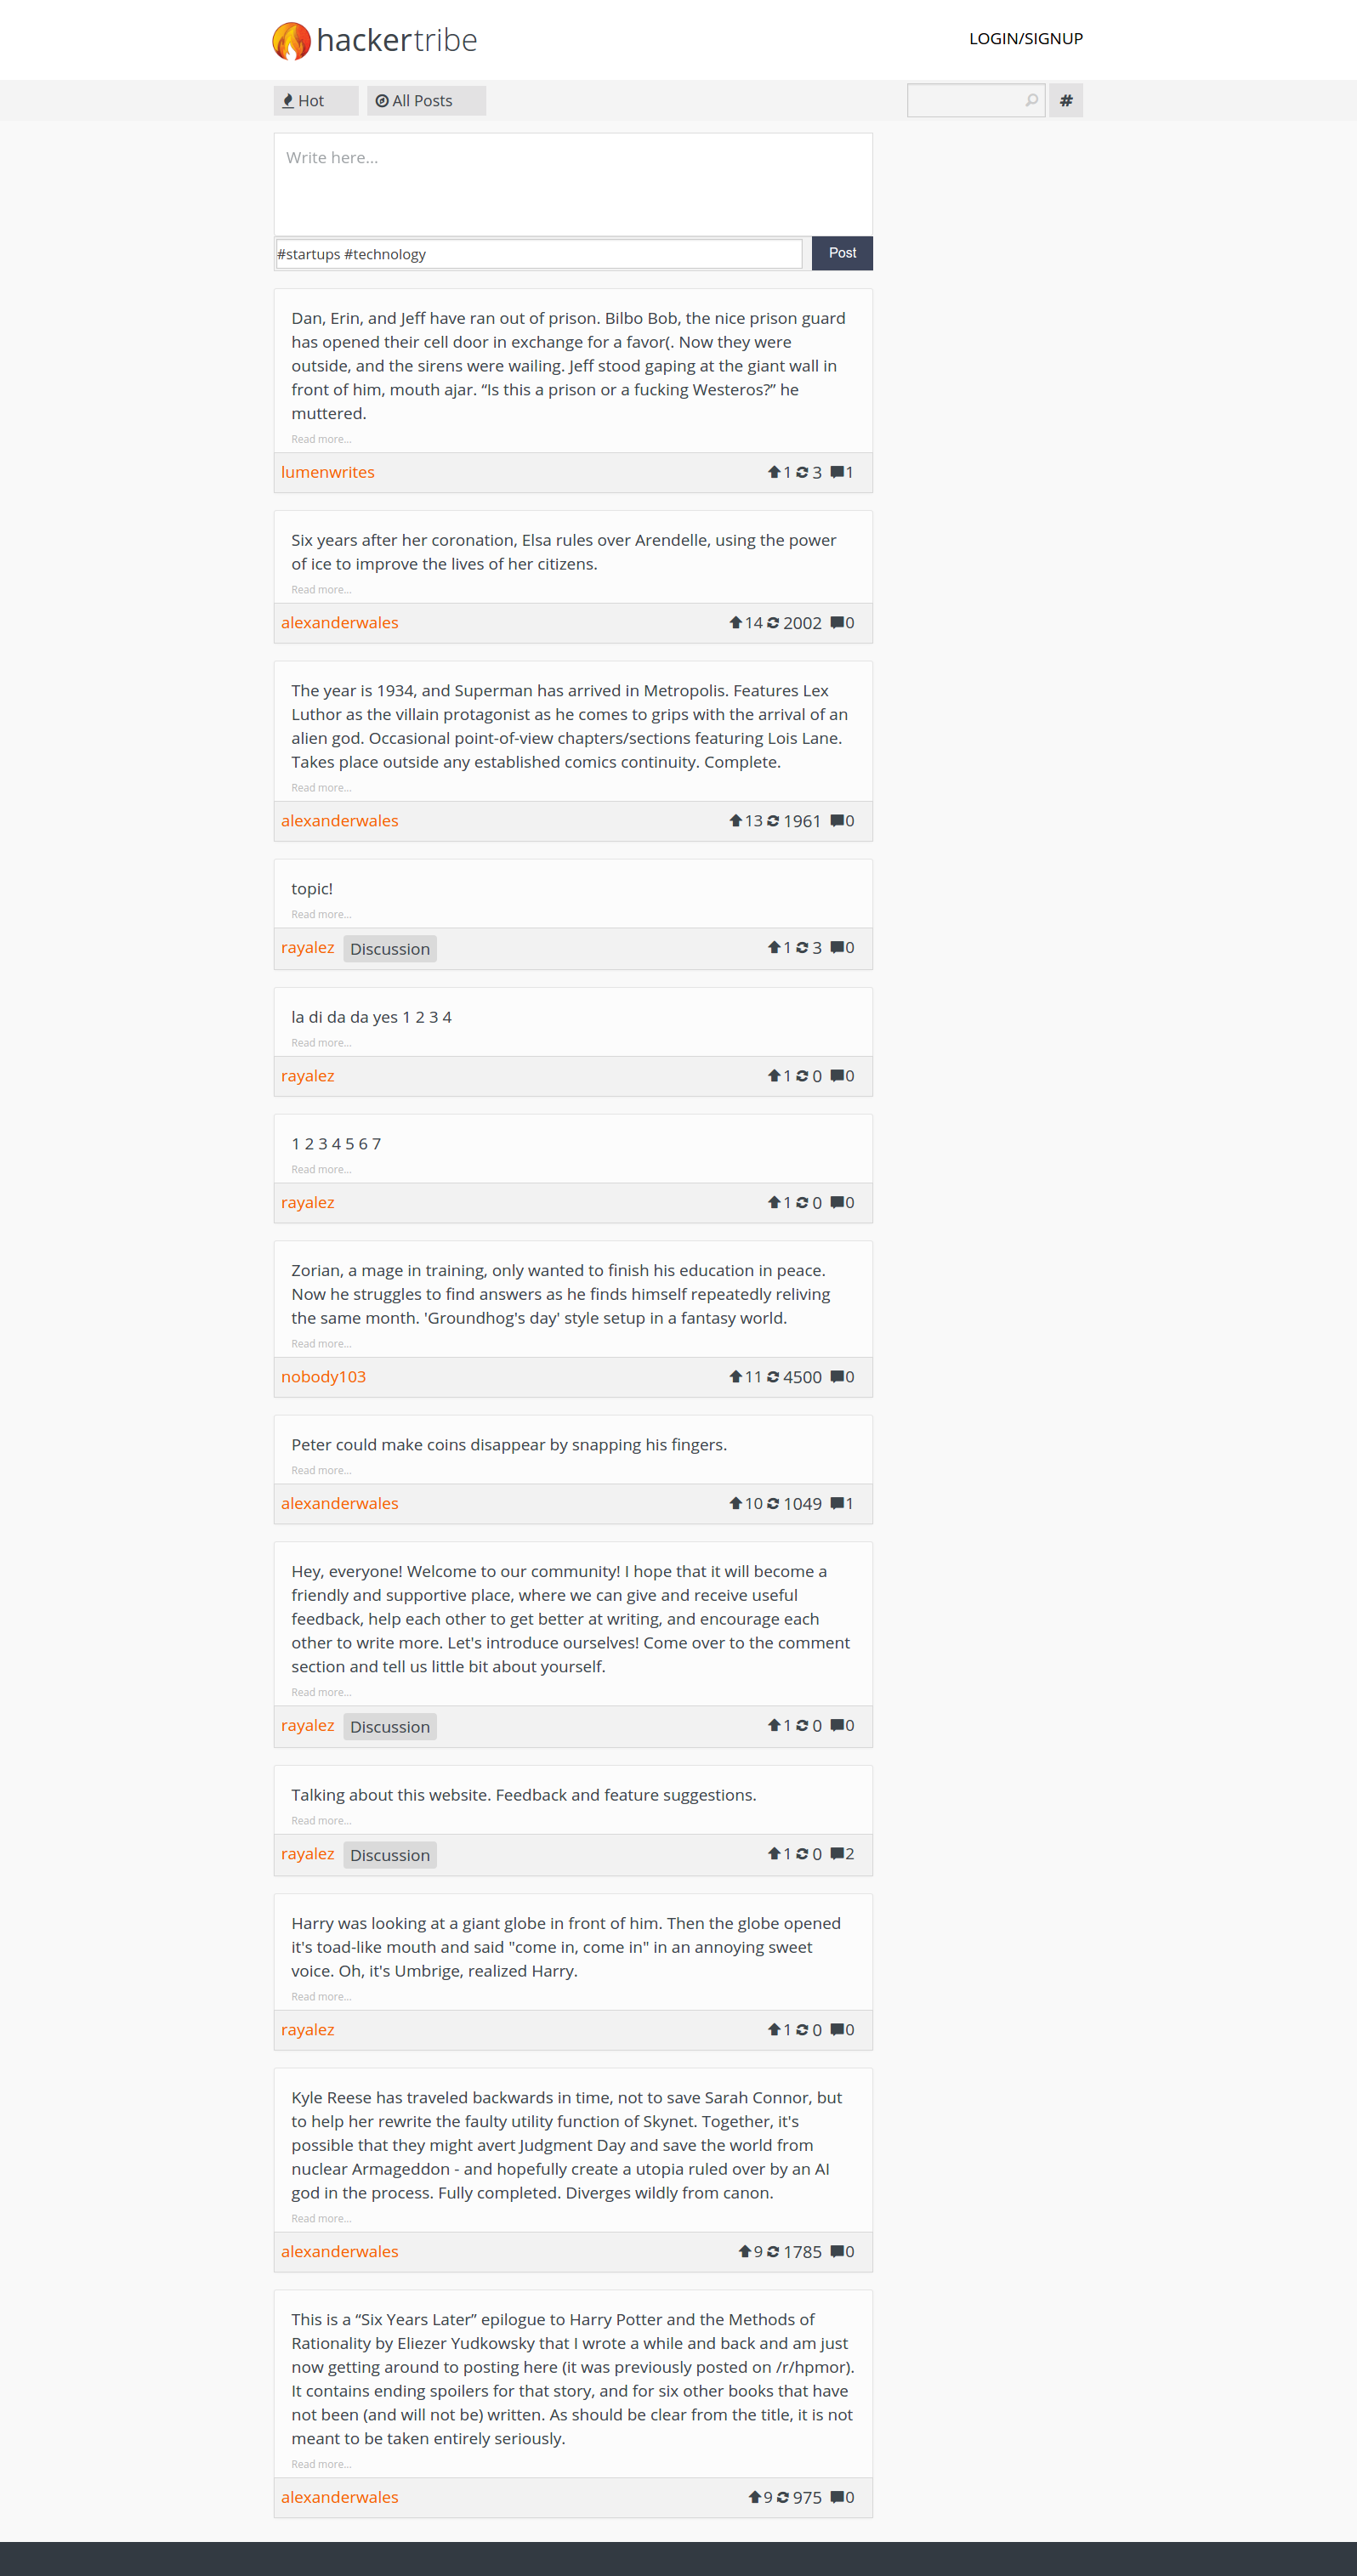 hackertribe
LOGIN/SIGNUP
Hot
All Posts
#
Write here...
#startups #technology
Post
Dan, Erin, and Jeff have ran out of prison. Bilbo Bob, the nice prison guard
has opened their cell door in exchange for a favor(. Now they were
outside, and the sirens were wailing. Jeff stood gaping at the giant wall in
front of him, mouth ajar. “Is this a prison or a fucking Westeros?” he
muttered.
Read more...
lumenwrites
1 3 1
Six years after her coronation, Elsa rules over Arendelle, using the power
of ice to improve the lives of her citizens.
Read more...
alexanderwales
14 2002 0
The year is 1934, and Superman has arrived in Metropolis. Features Lex
Luthor as the villain protagonist as he comes to grips with the arrival of an
alien god. Occasional point-of-view chapters/sections featuring Lois Lane.
Takes place outside any established comics continuity. Complete.
Read more...
alexanderwales
13 1961 0
topic!
Read more...
rayalez Discussion
1 3 0
la di da da yes 1 2 3 4
Read more...
rayalez
1 0 0
1 2 3 4 5 6 7
Read more...
rayalez
1 0 0
Zorian, a mage in training, only wanted to finish his education in peace.
Now he struggles to find answers as he finds himself repeatedly reliving
the same month. 'Groundhog's day' style setup in a fantasy world.
Read more...
nobody103
11 4500 0
Peter could make coins disappear by snapping his fingers.
Read more...
alexanderwales
10 1049 1
Hey, everyone! Welcome to our community! I hope that it will become a
friendly and supportive place, where we can give and receive useful
feedback, help each other to get better at writing, and encourage each
other to write more. Let's introduce ourselves! Come over to the comment
section and tell us little bit about yourself.
Read more...
rayalez Discussion
1 0 0
Talking about this website. Feedback and feature suggestions.
Read more...
rayalez Discussion
1 0 2
Harry was looking at a giant globe in front of him. Then the globe opened
it's toad-like mouth and said "come in, come in" in an annoying sweet
voice. Oh, it's Umbrige, realized Harry.
Read more...
rayalez
1 0 0
Kyle Reese has traveled backwards in time, not to save Sarah Connor, but
to help her rewrite the faulty utility function of Skynet. Together, it's
possible that they might avert Judgment Day and save the world from
nuclear Armageddon - and hopefully create a utopia ruled over by an AI
god in the process. Fully completed. Diverges wildly from canon.
Read more...
alexanderwales
9 1785 0
This is a “Six Years Later” epilogue to Harry Potter and the Methods of
Rationality by Eliezer Yudkowsky that I wrote a while and back and am just
now getting around to posting here (it was previously posted on /r/hpmor).
It contains ending spoilers for that story, and for six other books that have
not been (and will not be) written. As should be clear from the title, it is not
meant to be taken entirely seriously.
Read more...
alexanderwales
9 975 0